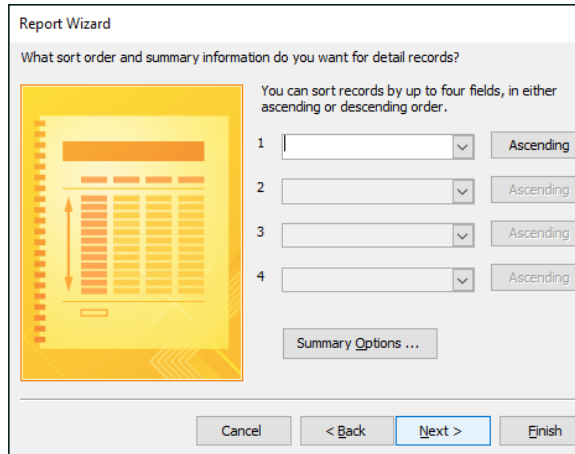 Report Wizard
What sort order and summary information do you want for detail records?
You can sort records by up to four fields, in either
ascending or descending order.
1 Ascending
2 Ascending
3 Ascending
4 Ascending
Summary Options ...
Cancel < Back Next > Finish